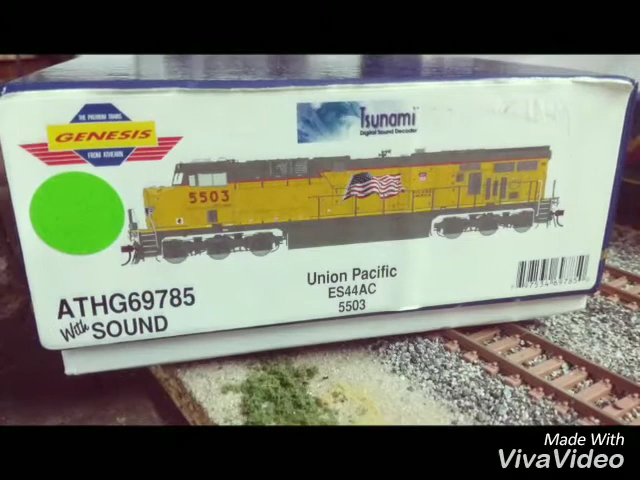 THE PREMIUM TRAINS
GENESIS
FROM ATHEARN
Tsunami™
Digital Sound Decoder
5503
ATHG69785
With SOUND
Union Pacific
ES44AC
5503
Made With
VivaVideo